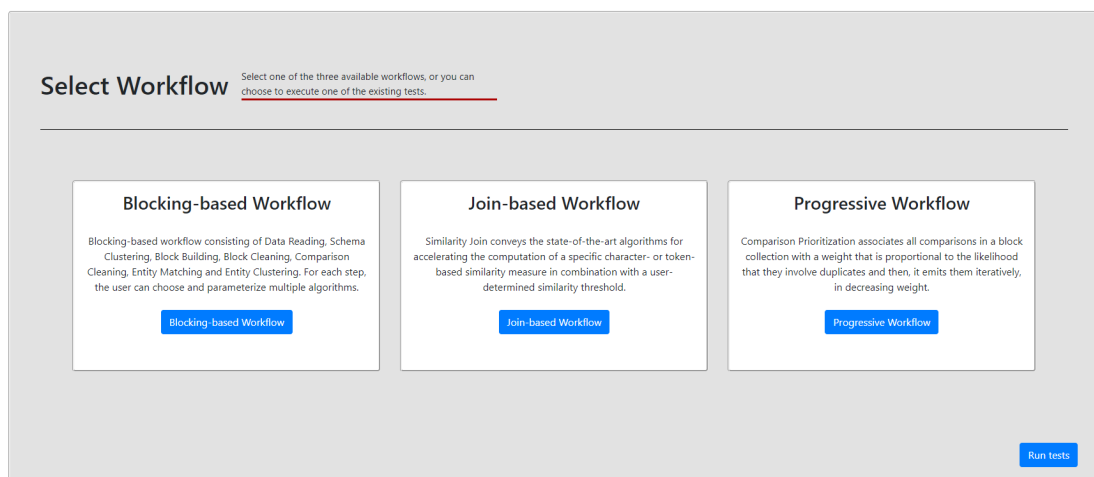 Select Workflow
Select one of the three available workflows, or you can
choose to execute one of the existing tests.
Blocking-based Workflow
Blocking-based workflow consisting of Data Reading, Schema
Clustering, Block Building, Block Cleaning, Comparison
Cleaning, Entity Matching and Entity Clustering. For each step,
the user can choose and parameterize multiple algorithms.
Blocking-based Workflow
Join-based Workflow
Similarity Join conveys the state-of-the-art algorithms for
accelerating the computation of a specific character- or token-
based similarity measure in combination with a user-
determined similarity threshold.
Join-based Workflow
Progressive Workflow
Comparison Prioritization associates all comparisons in a block
collection with a weight that is proportional to the likelihood
that they involve duplicates and then, it emits them iteratively,
in decreasing weight.
Progressive Workflow
Run tests